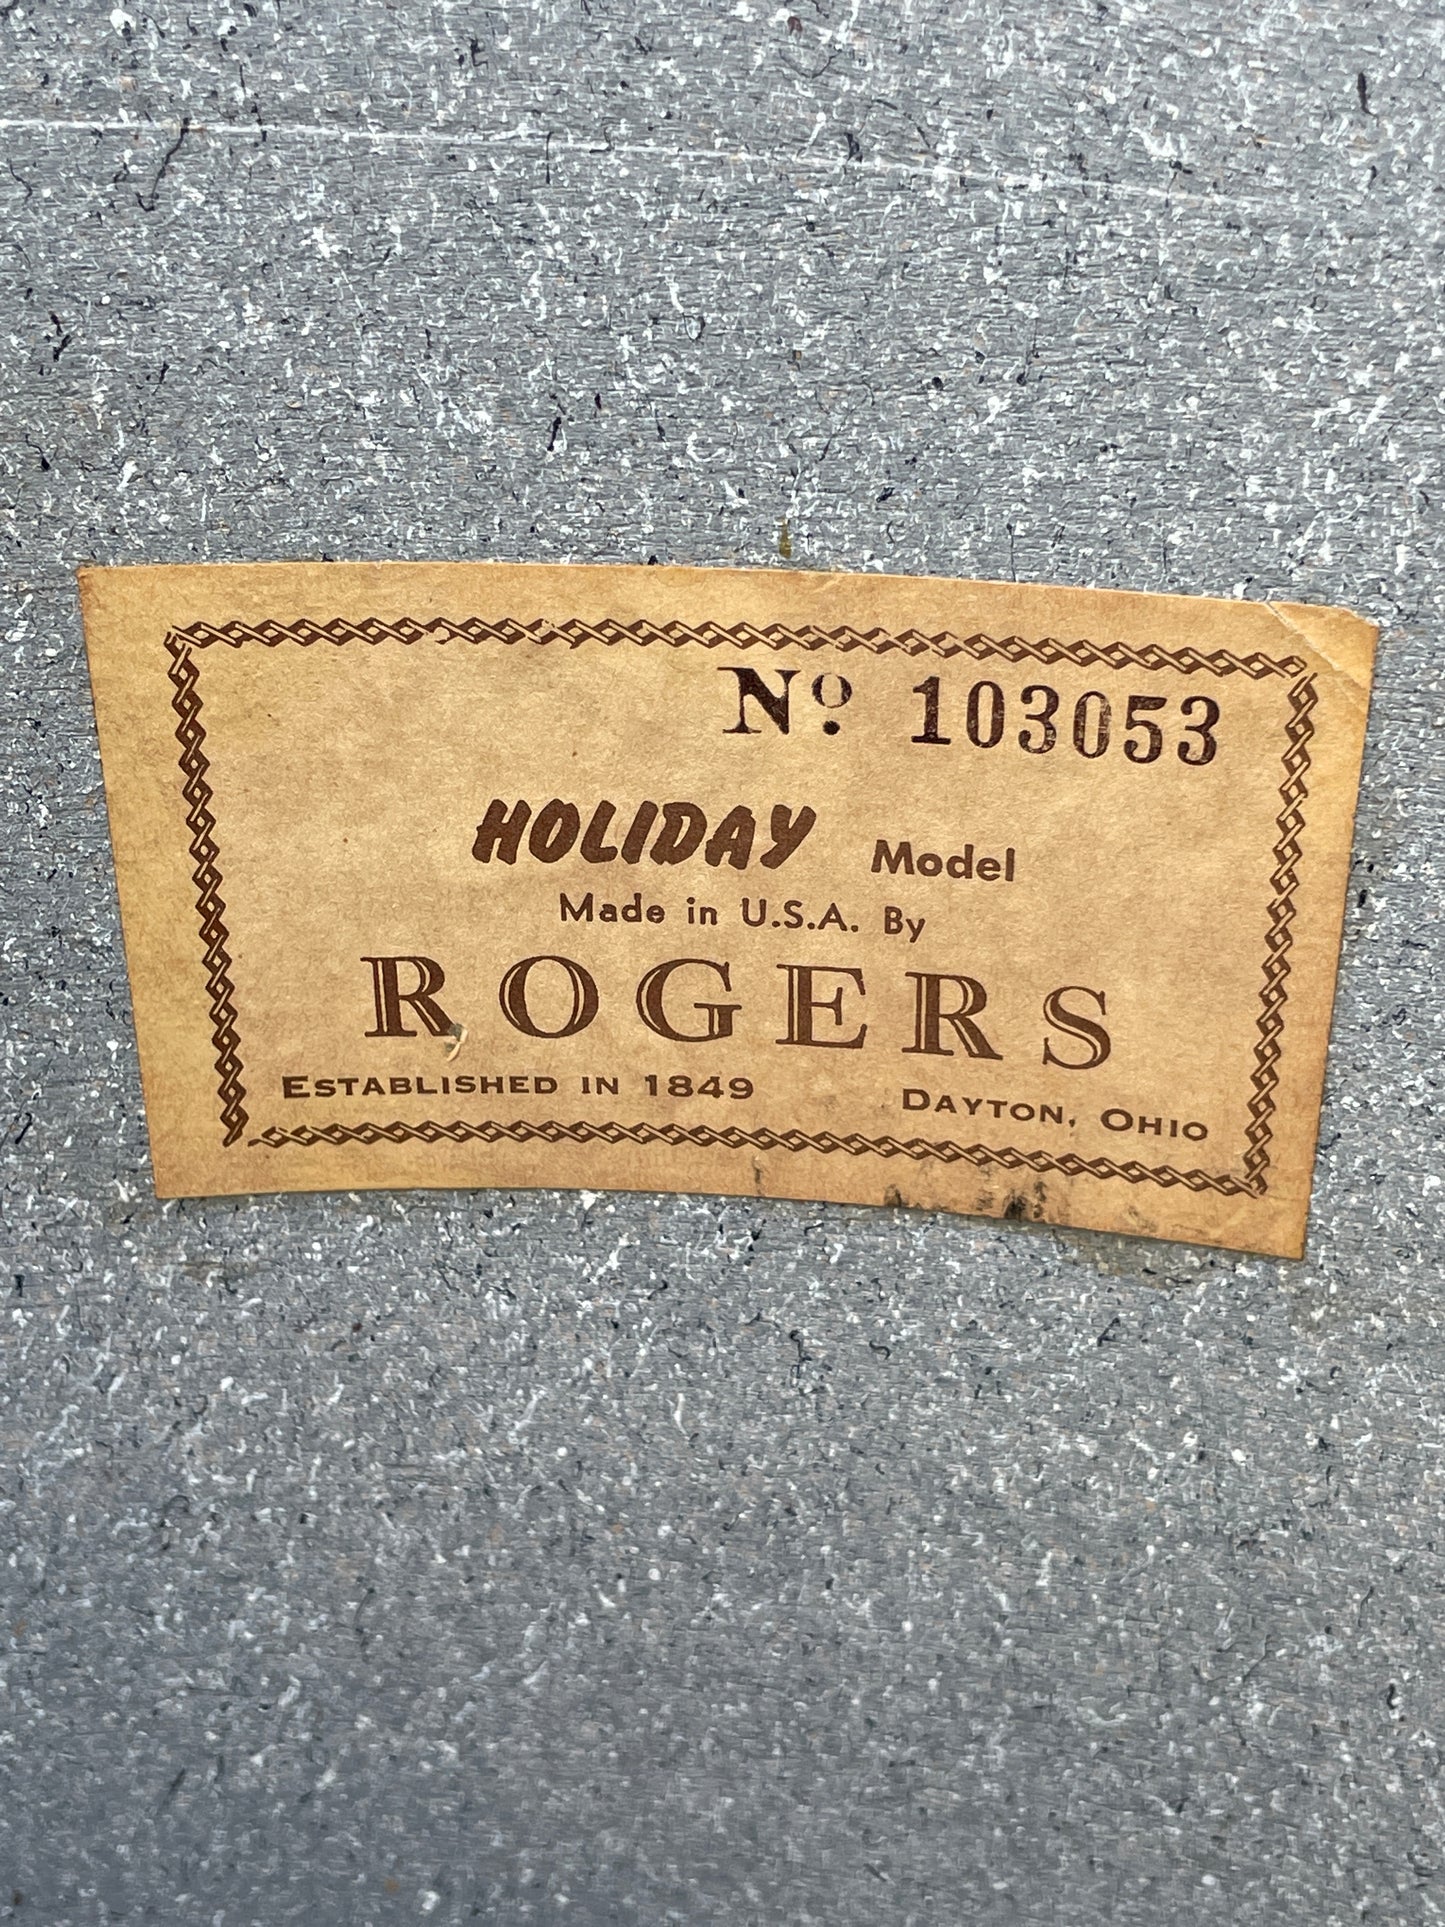 Nº 103053
HOLIDAY Model
Made in U.S.A. By
ROGERS
ESTABLISHED IN 1849 DAYTON, OHIO